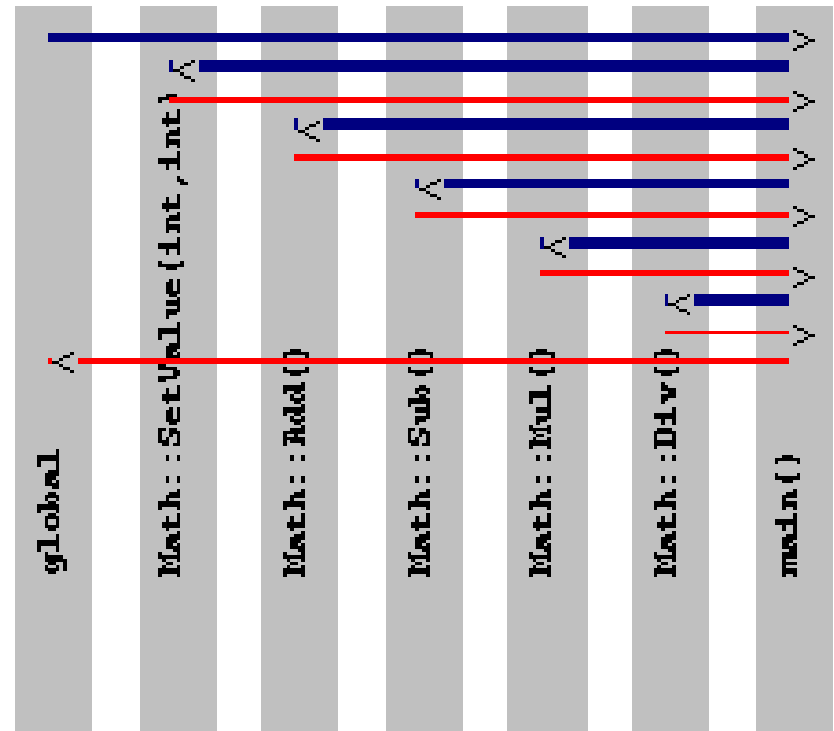 global
Math::SetValue(int,int)
Math::Add()
Math::Sub()
Math::Mul()
Math::Div()
main()